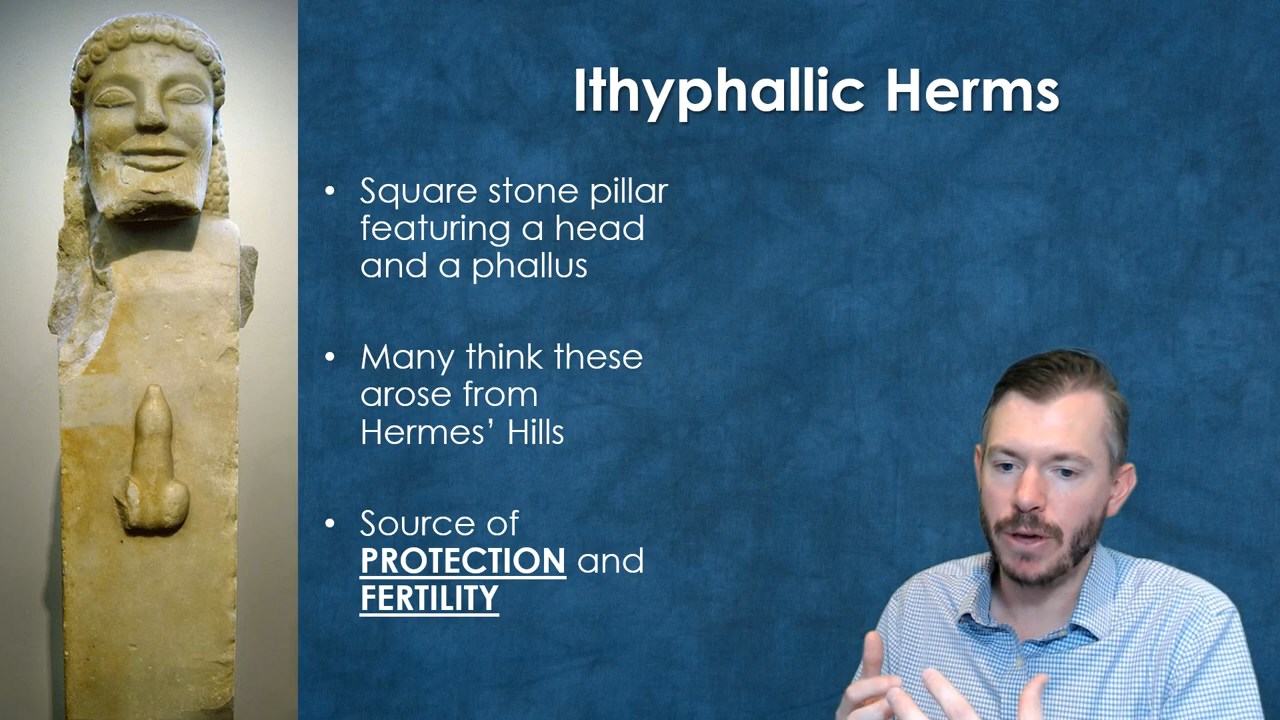 Ithyphallic Herms
• Square stone pillar
featuring a head
and a phallus
• Many think these
arose from
Hermes’ Hills
• Source of
PROTECTION and
FERTILITY